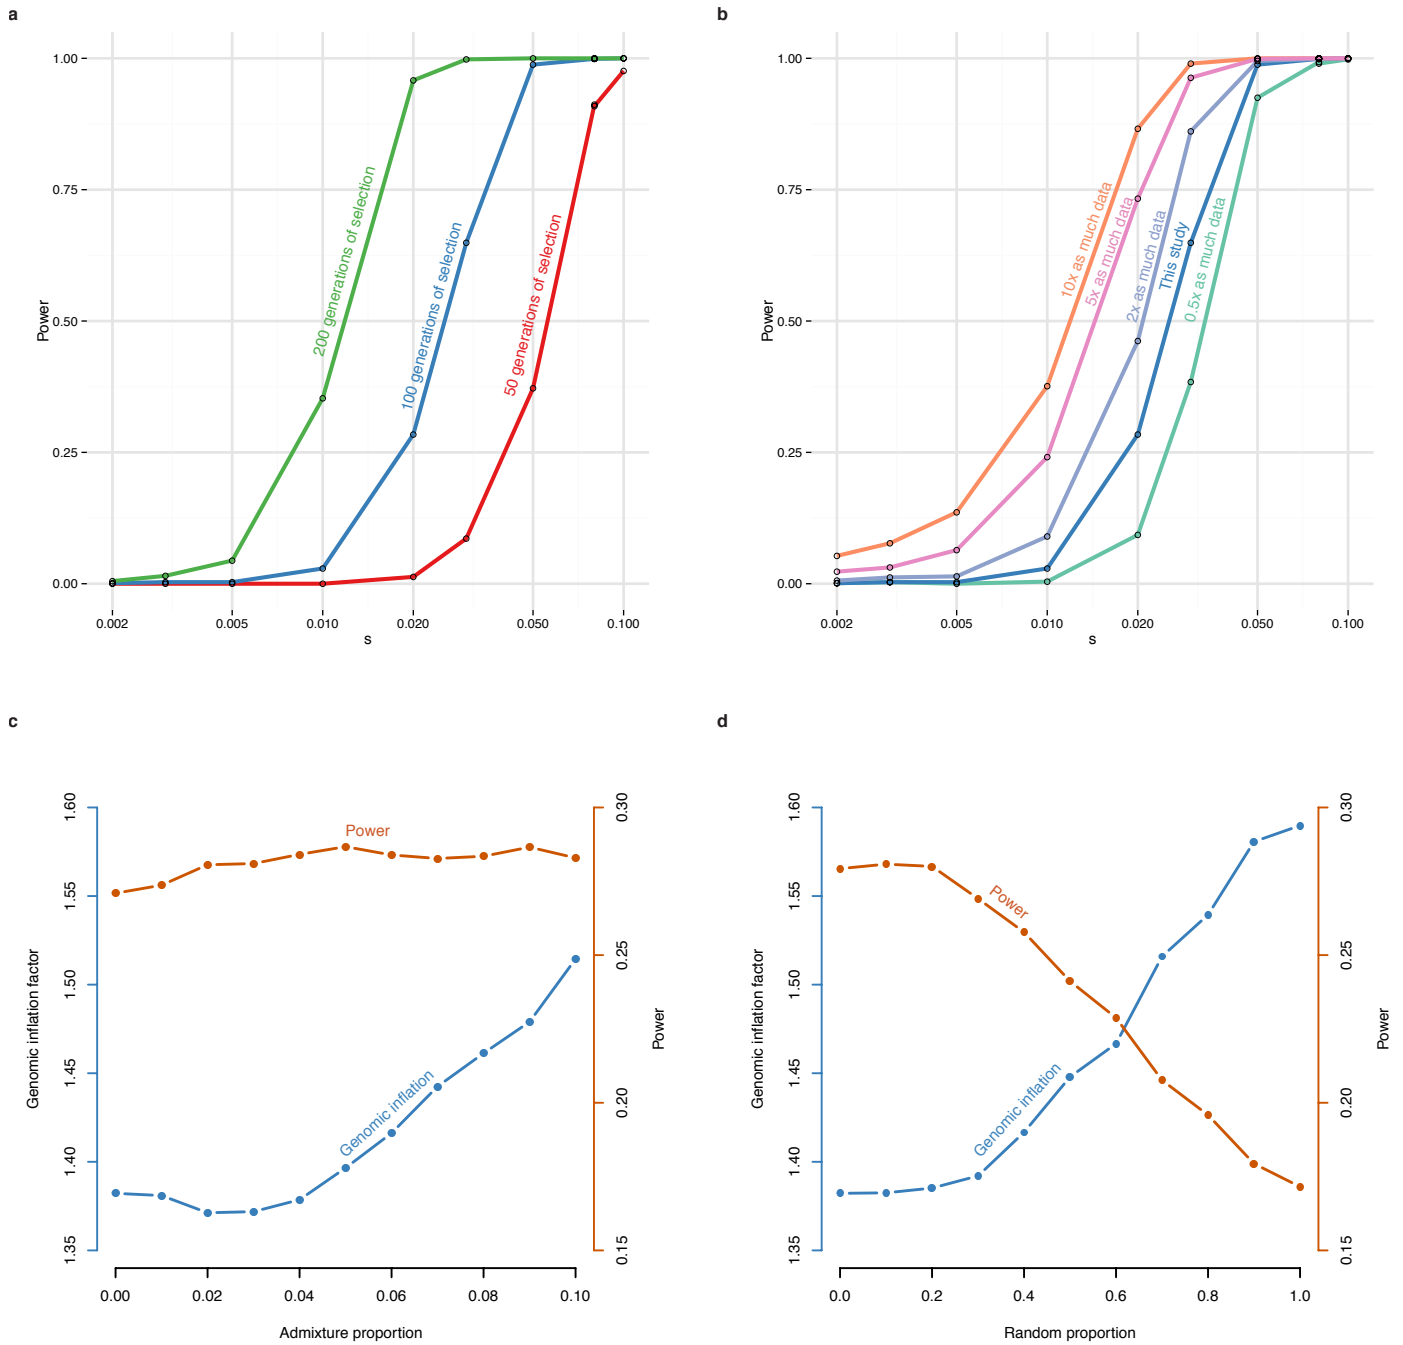 a
1.00
0.75
0.50
0.25
0.00
Power
200 generations of selection
100 generations of selection
50 generations of selection
0.002
0.005
0.010
0.020
0.050
0.100
s
b
1.00
0.75
0.50
0.25
0.00
Power
10x as much data
5x as much data
2x as much data
This study
0.5x as much data
0.002
0.005
0.010
0.020
0.050
0.100
s
c
1.60
1.55
1.50
1.45
1.40
1.35
Genomic inflation factor
Power
Genomic inflation
0.30
0.25
0.20
0.15
Power
0.00
0.02
0.04
0.06
0.08
0.10
Admixture proportion
d
1.60
1.55
1.50
1.45
1.40
1.35
Genomic inflation factor
Power
Genomic inflation
0.30
0.25
0.20
0.15
Power
0.0
0.2
0.4
0.6
0.8
1.0
Random proportion